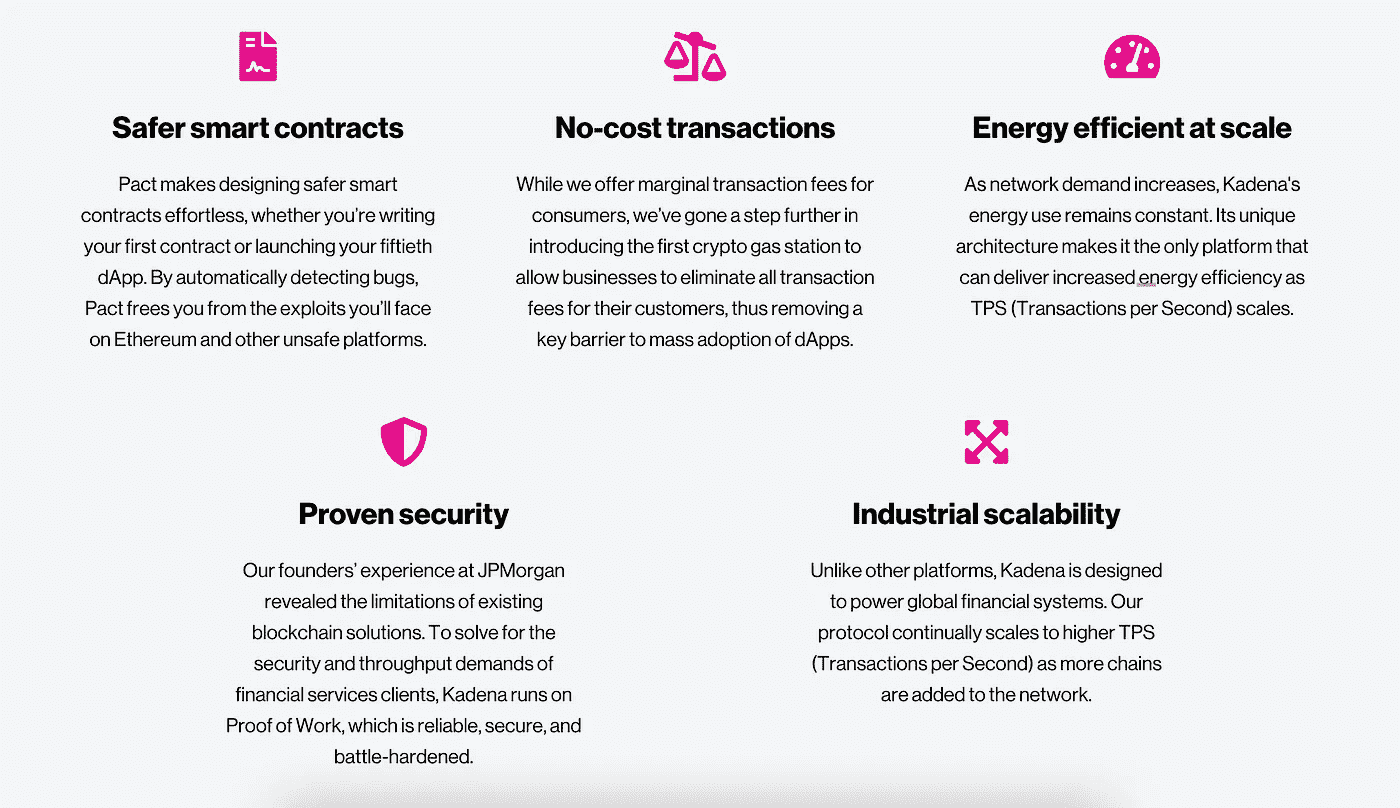 Safer smart contracts
Pact makes designing safer smart
contracts effortless, whether you're writing
your first contract or launching your fiftieth
dApp. By automatically detecting bugs,
Pact frees you from the exploits you'll face
on Ethereum and other unsafe platforms.
No-cost transactions
While we offer marginal transaction fees for
consumers, we've gone a step further in
introducing the first crypto gas station to
allow businesses to eliminate all transaction
fees for their customers, thus removing a
key barrier to mass adoption of dApps.
Energy efficient at scale
As network demand increases, Kadena's
energy use remains constant. Its unique
architecture makes it the only platform that
can deliver increased energy efficiency as
TPS (Transactions per Second) scales.
Proven security
Our founders' experience at JPMorgan
revealed the limitations of existing
blockchain solutions. To solve for the
security and throughput demands of
financial services clients, Kadena runs on
Proof of Work, which is reliable, secure, and
battle-hardened.
Industrial scalability
Unlike other platforms, Kadena is designed
to power global financial systems. Our
protocol continually scales to higher TPS
(Transactions per Second) as more chains
are added to the network.